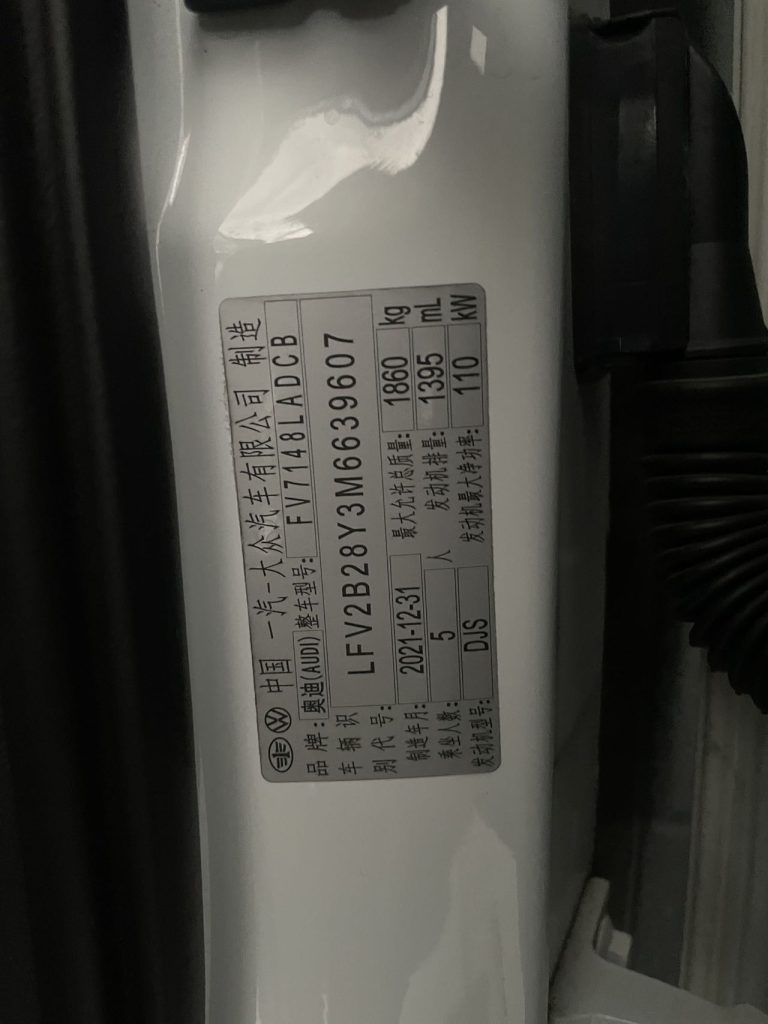 中国 一汽-大众汽车有限公司 制造
品牌: 奥迪(AUDI) 整车型号: FV7148LADCB
车辆识别代号: LFV2B28Y3M6639607
制造年月: 2021-12-31 最大允许总质量: 1860 kg
乘坐人数: 5 人 发动机排量: 1395 mL
发动机型号: DJS 发动机最大净功率: 110 kW